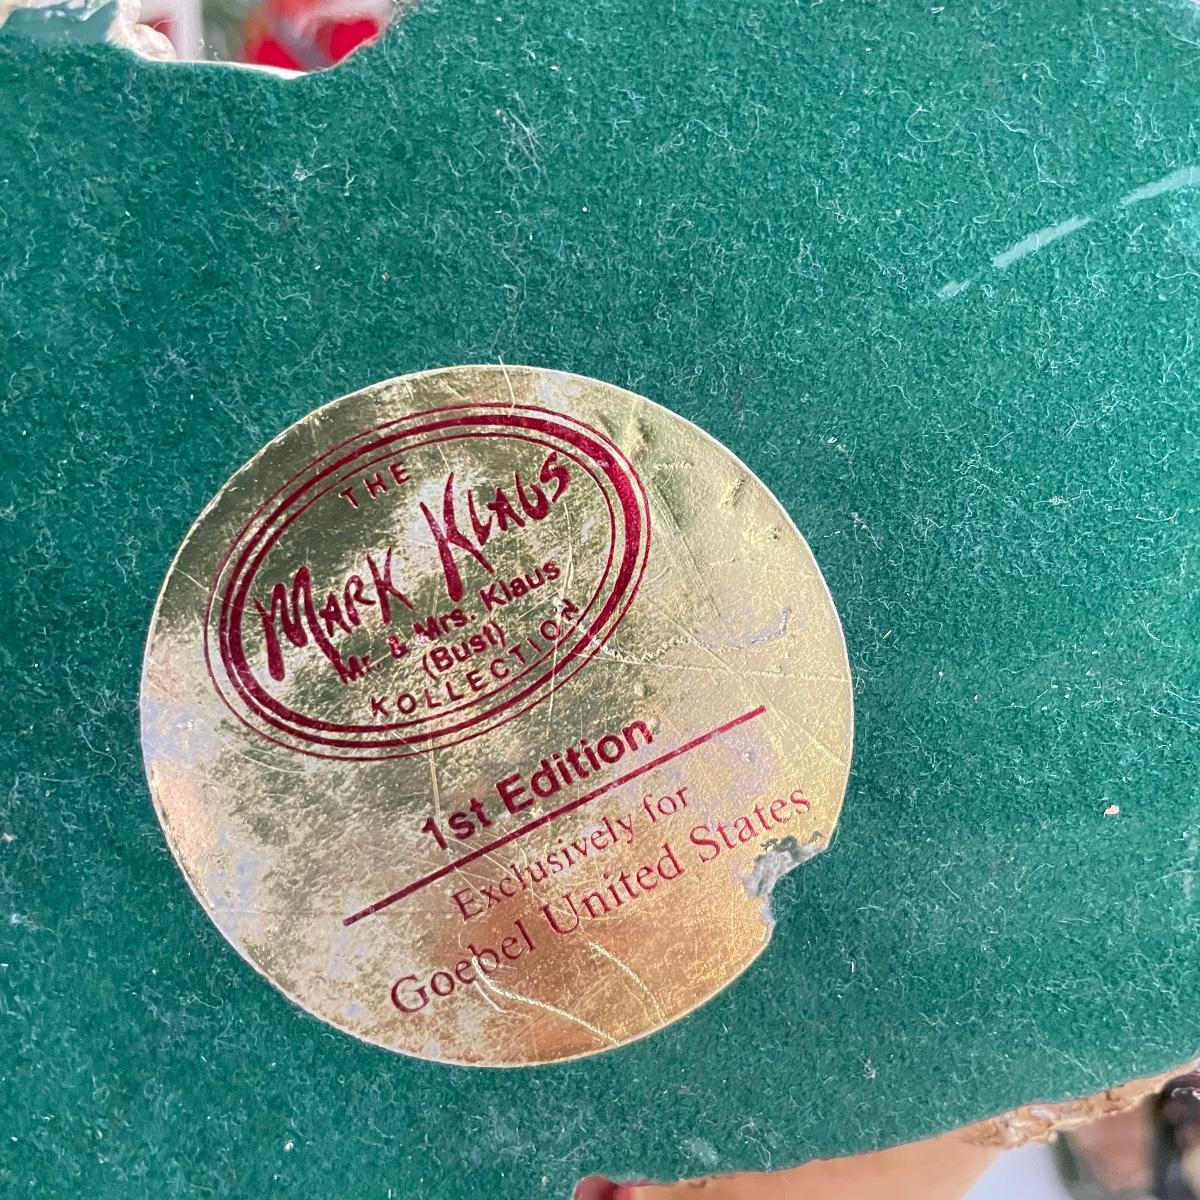 THE
MARK KLAUS
Mr. & Mrs. Klaus
(Bust)
KOLLECTION
1st Edition
Exclusively for
Goebel United States